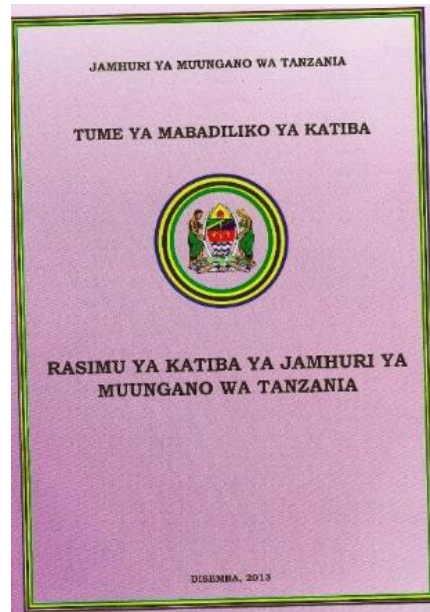 JAMHURI YA MUUNGANO WA TANZANIA
TUME YA MABADILIKO YA KATIBA
RASIMU YA KATIBA YA JAMHURI YA
MUUNGANO WA TANZANIA
DISEMBA, 2013